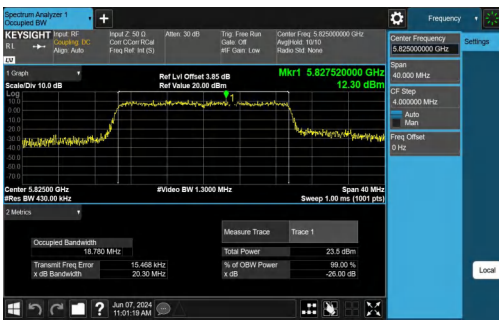 Spectrum Analyzer 1
Occupied BW
+
Frequency
KEYSIGHT
RL
Input: RF
Coupling: DC
Align: Auto
Input Z: 50 Ω
Corr CCorr RCal
Freq Ref: Int (S)
Atten: 30 dB
Trig: Free Run
Gate: Off
#IF Gain: Low
Center Freq: 5.825000000 GHz
Avg|Hold: 10/10
Radio Std: None
LV
Center Frequency
5.825000000 GHz
Settings
Span
40.000 MHz
CF Step
4.000000 MHz
Auto
Man
Freq Offset
0 Hz
Local
1 Graph
Scale/Div 10.0 dB
Ref Lvl Offset 3.85 dB
Ref Value 20.00 dBm
Mkr1 5.827520000 GHz
12.30 dBm
Log
10.0
0.00
-10.0
-20.0
-30.0
-40.0
-50.0
-60.0
-70.0
1
Center 5.82500 GHz
#Res BW 430.00 kHz
#Video BW 1.3000 MHz
Span 40 MHz
Sweep 1.00 ms (1001 pts)
2 Metrics
Measure Trace
Trace 1
Occupied Bandwidth
18.780 MHz
Total Power
23.5 dBm
Transmit Freq Error
15.468 kHz
% of OBW Power
99.00 %
x dB Bandwidth
20.30 MHz
x dB
-26.00 dB
?
Jun 07, 2024
11:01:19 AM